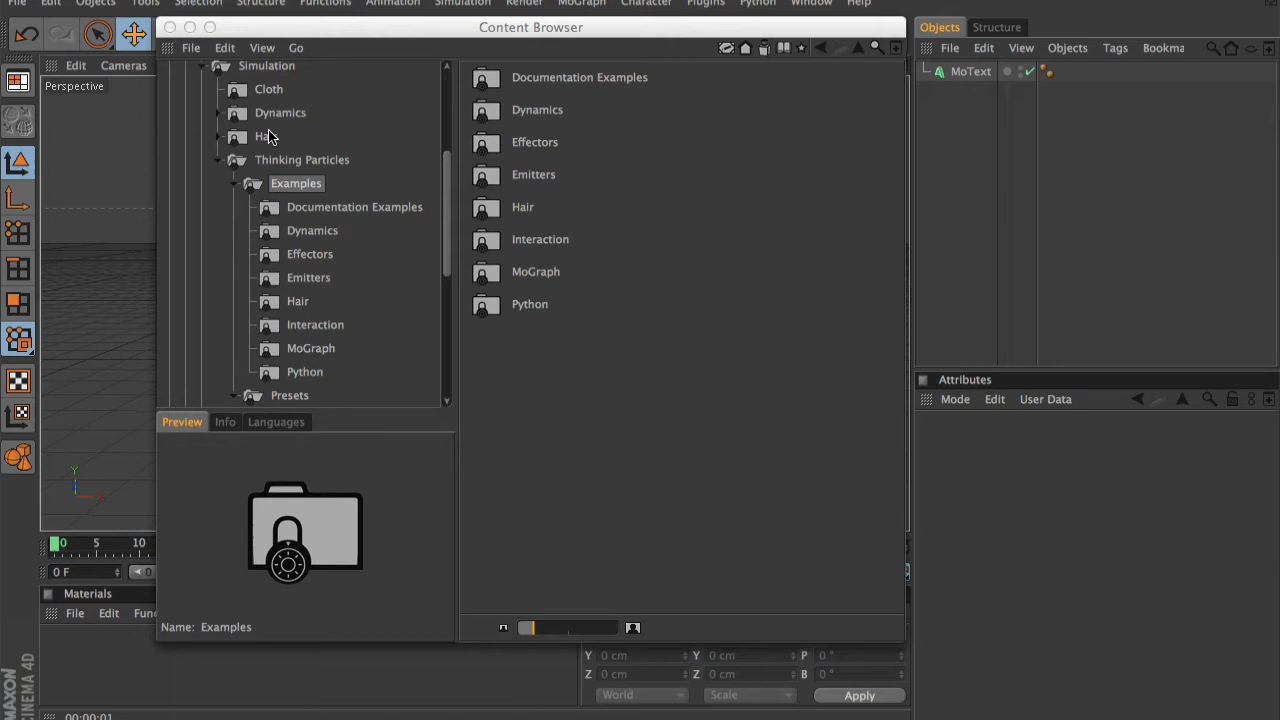 File Edit Objects Tools Selection Structure Functions Animation Simulation Render MoGraph Character Plugins Python Window Help
Content Browser
File Edit View Go
Edit Cameras
Perspective
Simulation
Cloth
Dynamics
Thinking Particles
Examples
Documentation Examples
Dynamics
Effectors
Emitters
Hair
Interaction
MoGraph
Python
Presets
Documentation Examples
Dynamics
Effectors
Emitters
Hair
Interaction
MoGraph
Python
Preview Info Languages
Name: Examples
Objects Structure
File Edit View Objects Tags Bookma
MoText
Attributes
Mode Edit User Data
Y
X
0 5 10
0 F 0
Materials
File Edit Fun
Y 0 cm Y 0 cm P 0 °
Z 0 cm Z 0 cm B 0 °
World Scale Apply
MAXON
CINEMA 4D
00:00:01